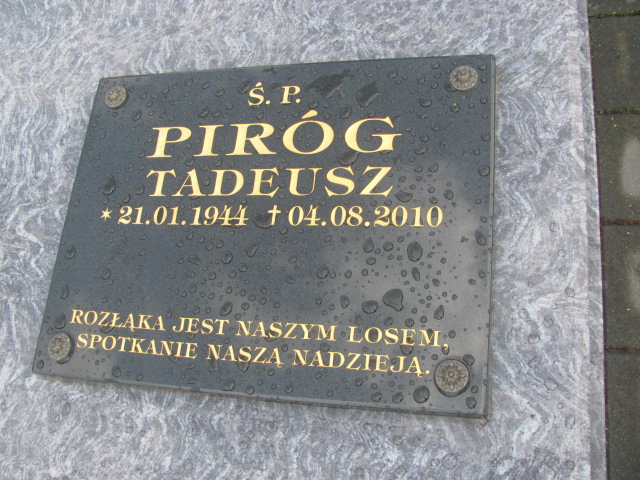 Ś. P.
PIRÓG
TADEUSZ
* 21.01.1944 † 04.08.2010
ROZŁĄKA JEST NASZYM LOSEM,
SPOTKANIE NASZĄ NADZIEJĄ.